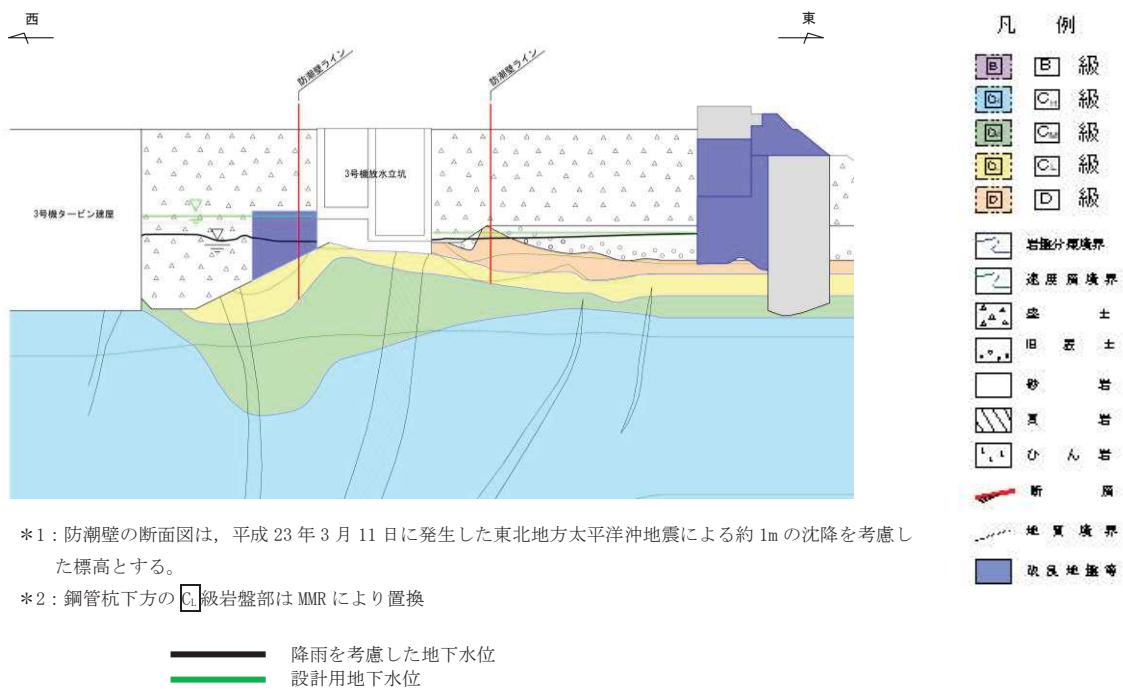 西
東
防潮壁ライン
防潮壁ライン
3号機放水立坑
3号機タービン建屋
凡 例
B B 級
CH CH 級
CM CM 級
CL CL 級
D D 級
岩盤分類境界
速度層境界
盛 土
旧 表 土
砂 岩
頁 岩
ひ ん 岩
断 層
地 質 境 界
改 良 地 盤 等
*1:防潮壁の断面図は,平成 23 年 3 月 11 日に発生した東北地方太平洋沖地震による約 1m の沈降を考慮し
た標高とする。
*2:鋼管杭下方の CL 級岩盤部は MMR により置換
降雨を考慮した地下水位
設計用地下水位